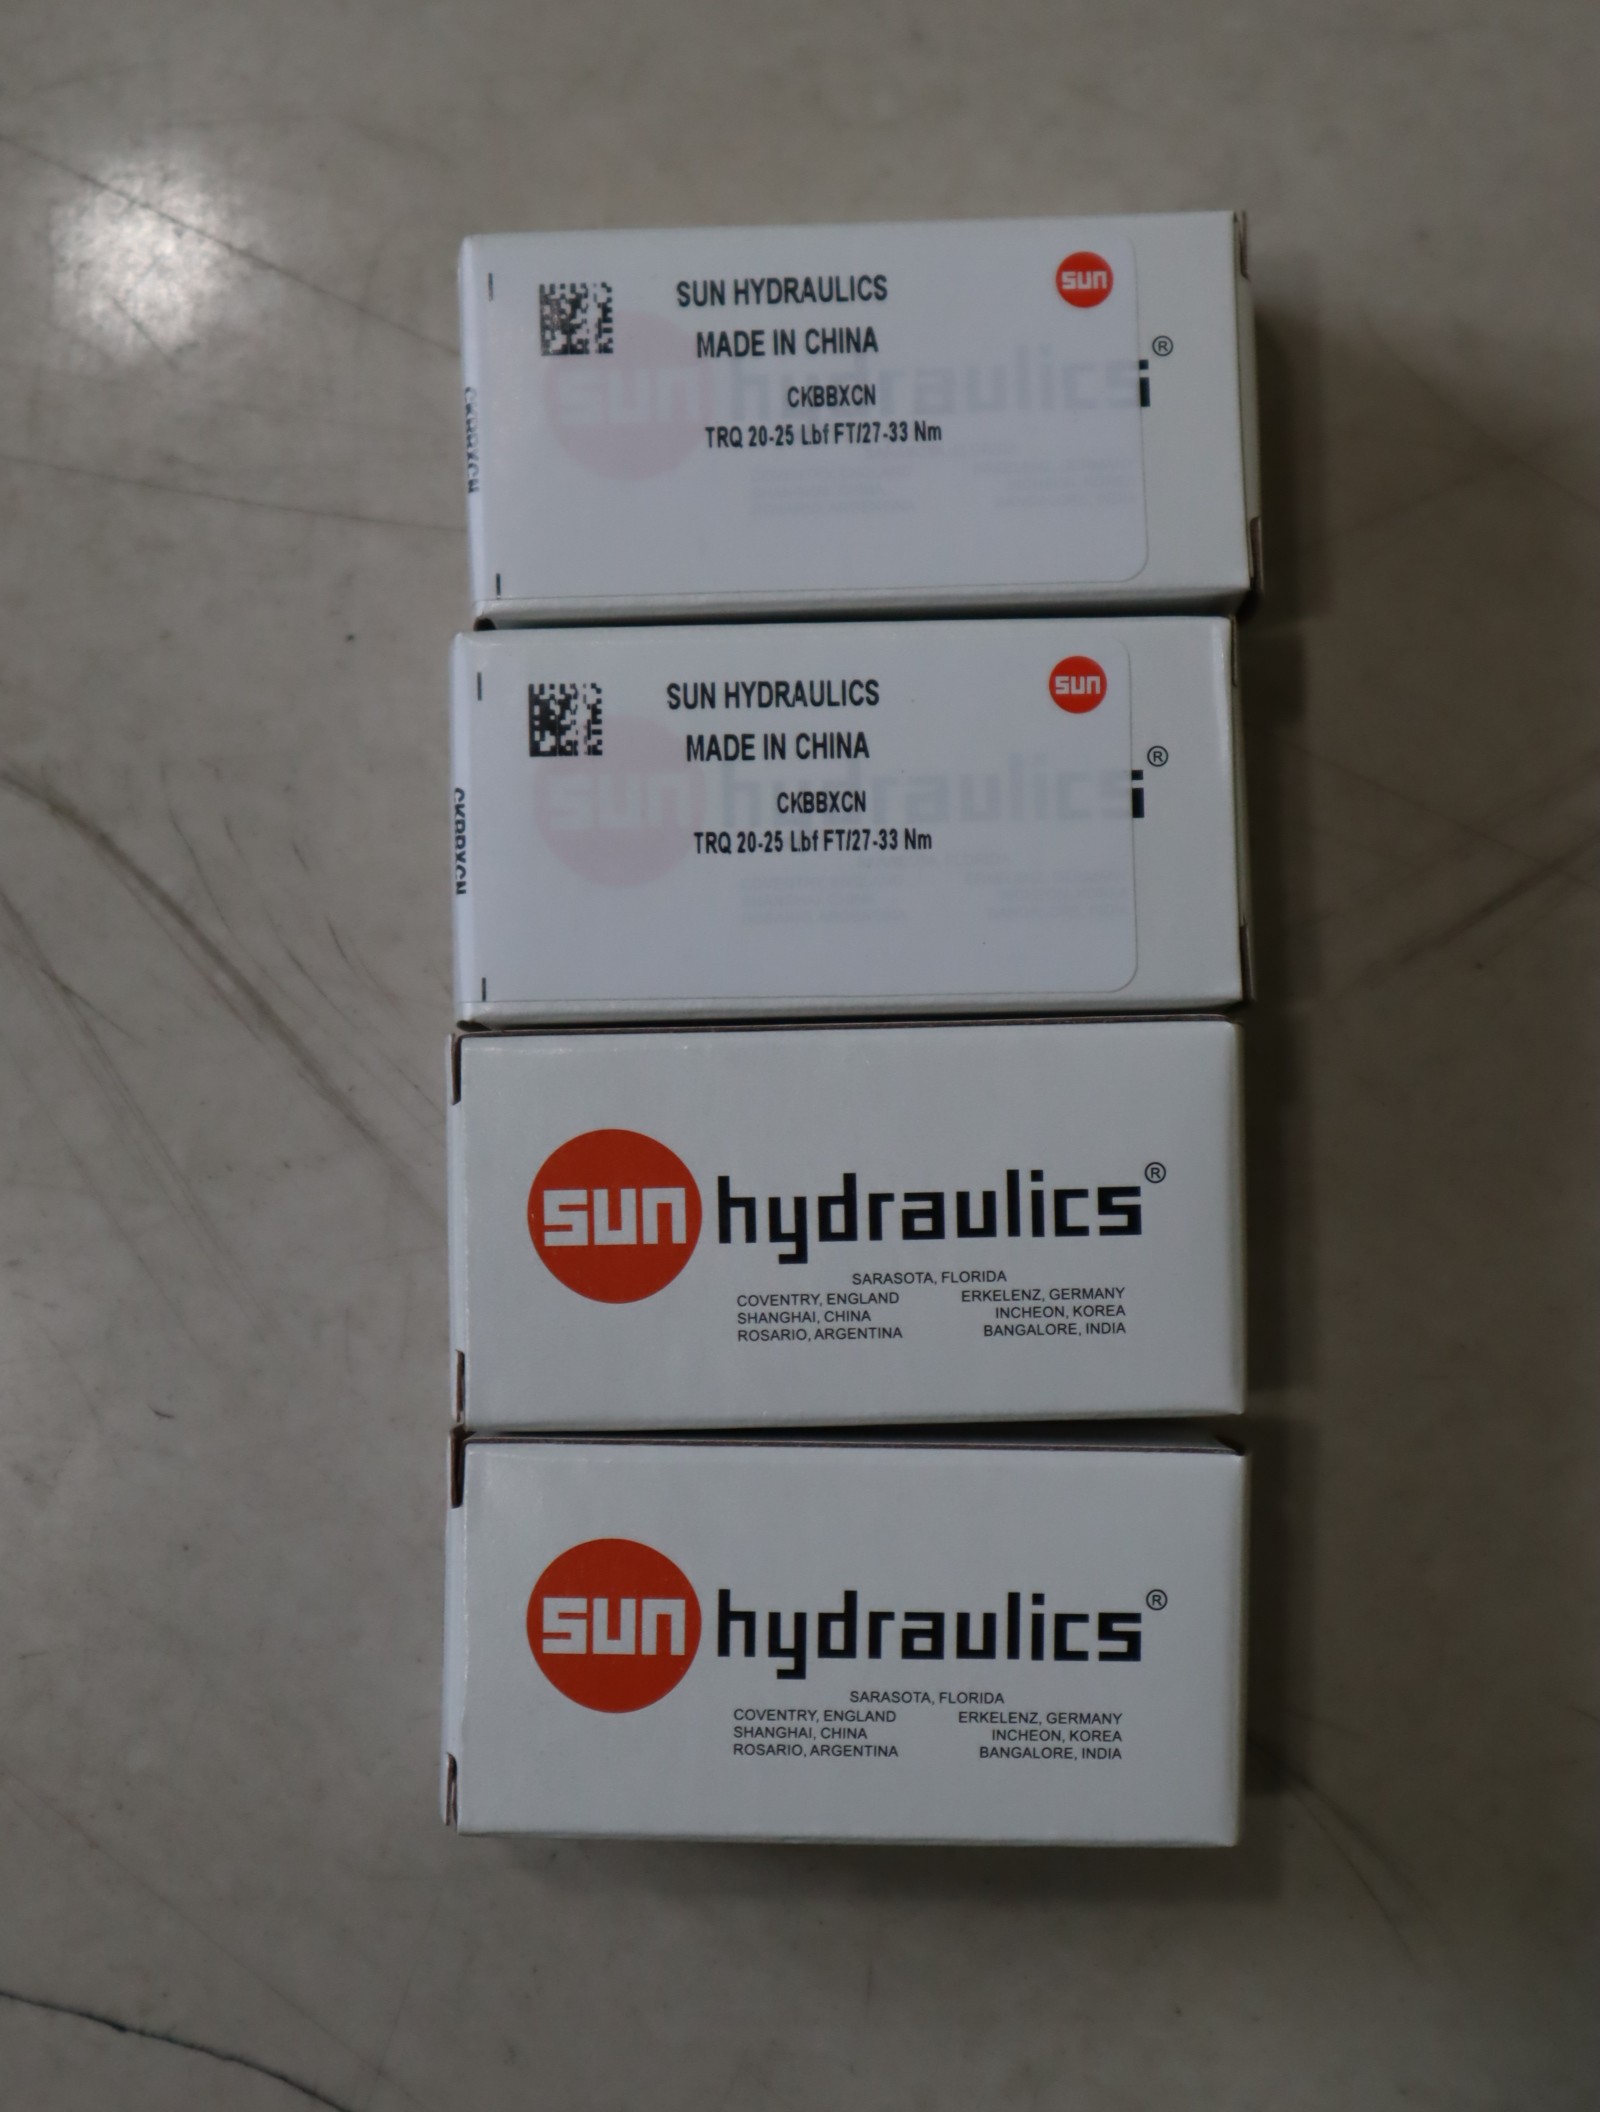 SUN HYDRAULICS
sun
MADE IN CHINA
®
CKBBXCN
TRQ 20-25 Lbf FT/27-33 Nm
CKBBXCN
SUN HYDRAULICS
sun
MADE IN CHINA
®
CKBBXCN
TRQ 20-25 Lbf FT/27-33 Nm
CKBBXCN
sun hydraulics®
SARASOTA, FLORIDA
COVENTRY, ENGLAND ERKELENZ, GERMANY
SHANGHAI, CHINA INCHEON, KOREA
ROSARIO, ARGENTINA BANGALORE, INDIA
sun hydraulics®
SARASOTA, FLORIDA
COVENTRY, ENGLAND ERKELENZ, GERMANY
SHANGHAI, CHINA INCHEON, KOREA
ROSARIO, ARGENTINA BANGALORE, INDIA